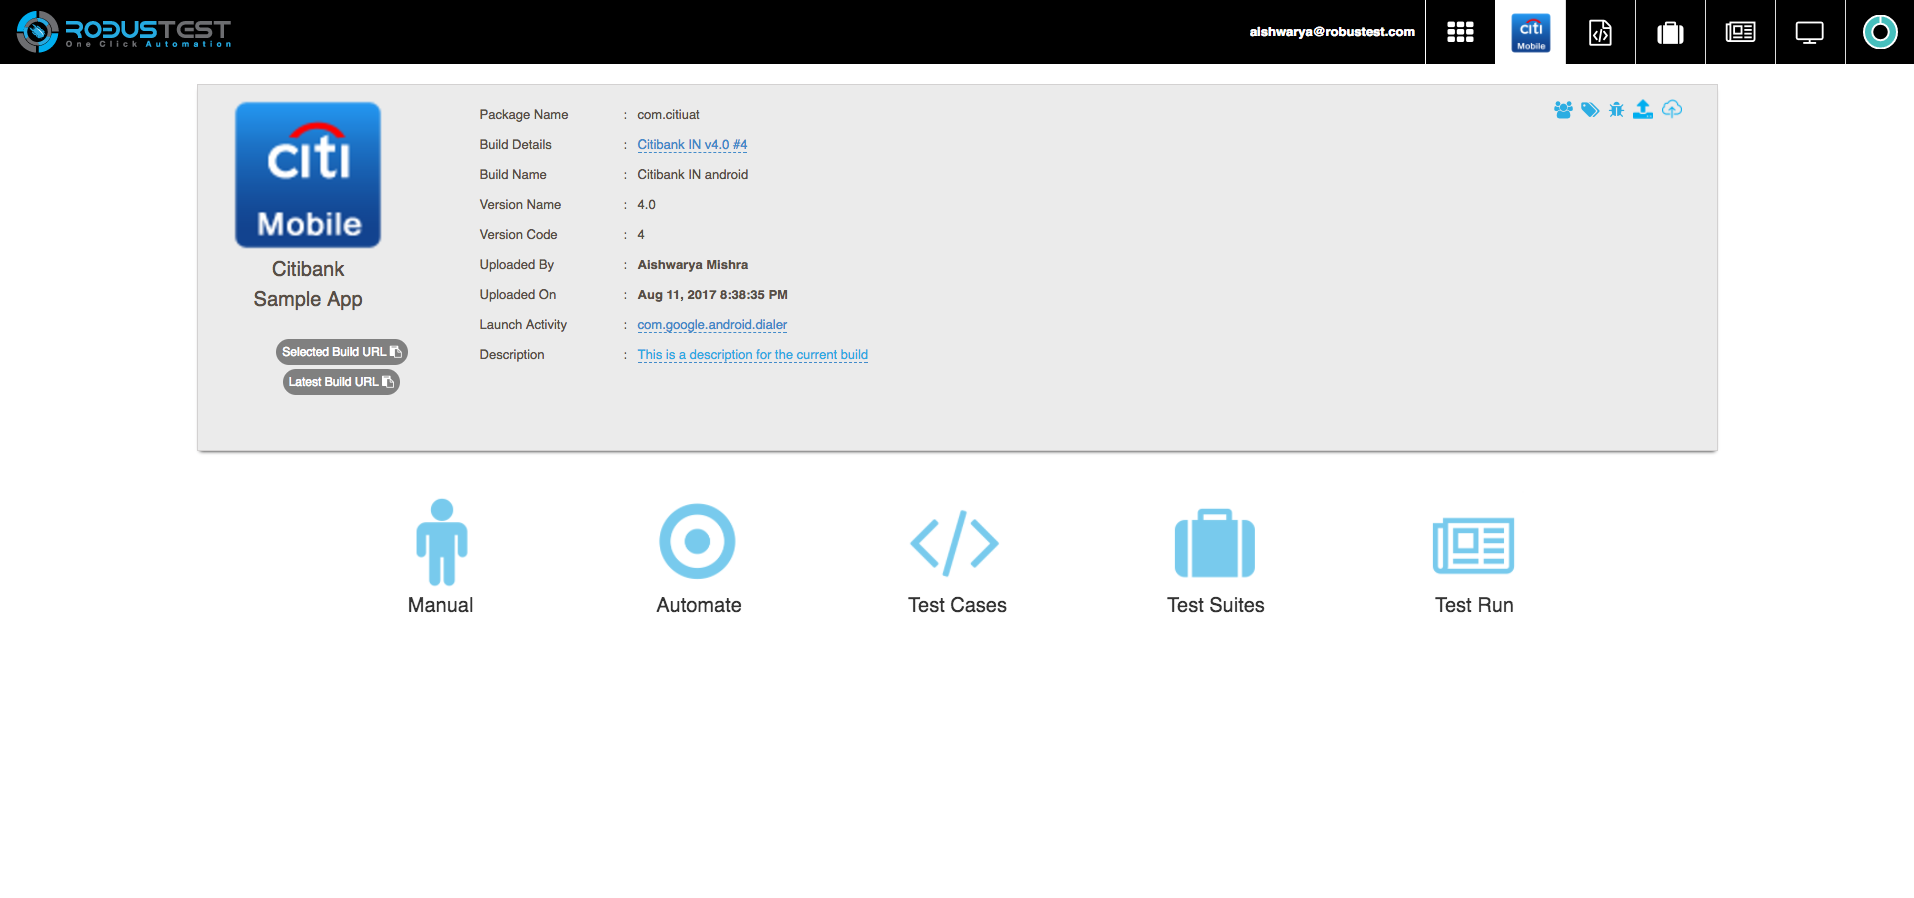 ROBUSTEST
One Click Automation
aishwarya@robustest.com
citi
Mobile
citi
Mobile
Citibank
Sample App
Selected Build URL
Latest Build URL
Package Name : com.citiuat
Build Details : Citibank IN v4.0 #4
Build Name : Citibank IN android
Version Name : 4.0
Version Code : 4
Uploaded By : Aishwarya Mishra
Uploaded On : Aug 11, 2017 8:38:35 PM
Launch Activity : com.google.android.dialer
Description : This is a description for the current build
Manual
Automate
Test Cases
Test Suites
Test Run